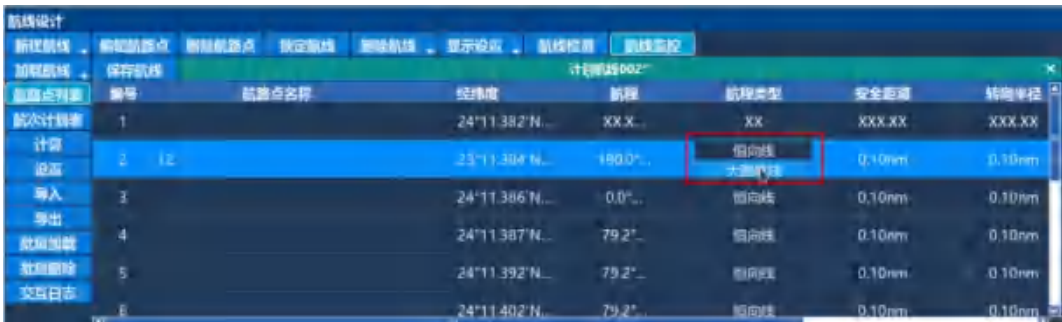 航线设计
新建航线 编辑航路点 删除航路点 锁定航线 删除航线 显示设置 航线检测 航线监控
加载航线 保存航线 计划航线002*
航路点列表 编号 航路点名称 经纬度 航程 航程类型 安全距离 转向半径
航次计划表 1 24°11.382'N... XX.X... XX XXX.XX XXX.XX
计算
2 12 23°11.384'N... 180.0°... 恒向线 0.10nm 0.10nm
设置 大圆航线
导入 3 24°11.386'N... 0.0°... 恒向线 0.10nm 0.10nm
导出
批量加载 4 24°11.387'N... 79.2°... 恒向线 0.10nm 0.10nm
批量删除 5 24°11.392'N... 79.2°... 恒向线 0.10nm 0.10nm
交互日志
6 24°11.402'N... 79.2°... 恒向线 0.10nm 0.10nm